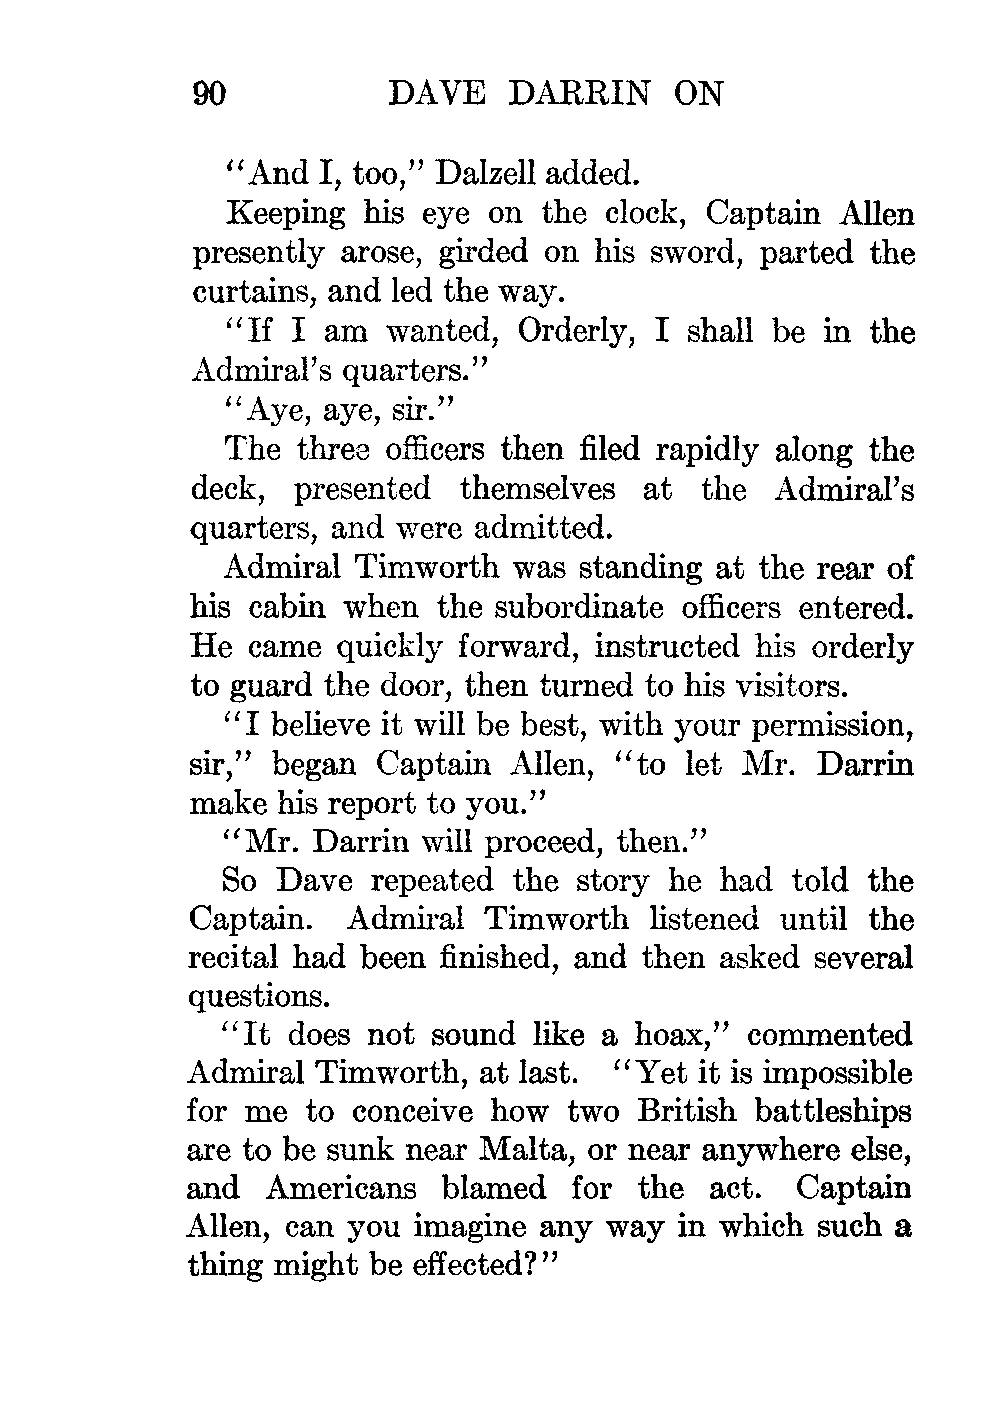 90 DAVE DARRIN ON
“And I, too,” Dalzell added.
Keeping his eye on the clock, Captain Allen
presently arose, girded on his sword, parted the
curtains, and led the way.
“If I am wanted, Orderly, I shall be in the
Admiral’s quarters.”
“Aye, aye, sir.”
The three officers then filed rapidly along the
deck, presented themselves at the Admiral’s
quarters, and were admitted.
Admiral Timworth was standing at the rear of
his cabin when the subordinate officers entered.
He came quickly forward, instructed his orderly
to guard the door, then turned to his visitors.
“I believe it will be best, with your permission,
sir,” began Captain Allen, “to let Mr. Darrin
make his report to you.”
“Mr. Darrin will proceed, then.”
So Dave repeated the story he had told the
Captain. Admiral Timworth listened until the
recital had been finished, and then asked several
questions.
“It does not sound like a hoax,” commented
Admiral Timworth, at last. “Yet it is impossible
for me to conceive how two British battleships
are to be sunk near Malta, or near anywhere else,
and Americans blamed for the act. Captain
Allen, can you imagine any way in which such a
thing might be effected?”